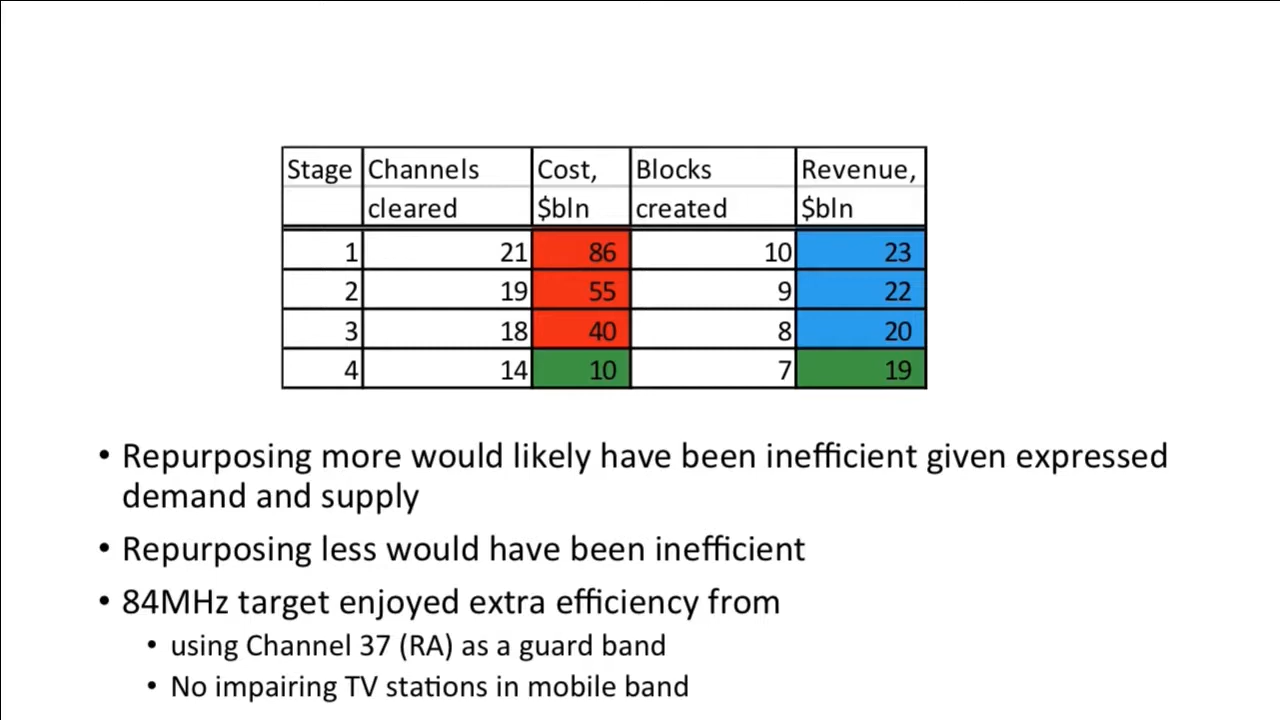 Stage Channels cleared Cost, $bln Blocks created Revenue, $bln
1 21 86 10 23
2 19 55 9 22
3 18 40 8 20
4 14 10 7 19
• Repurposing more would likely have been inefficient given expressed
demand and supply
• Repurposing less would have been inefficient
• 84MHz target enjoyed extra efficiency from
• using Channel 37 (RA) as a guard band
• No impairing TV stations in mobile band